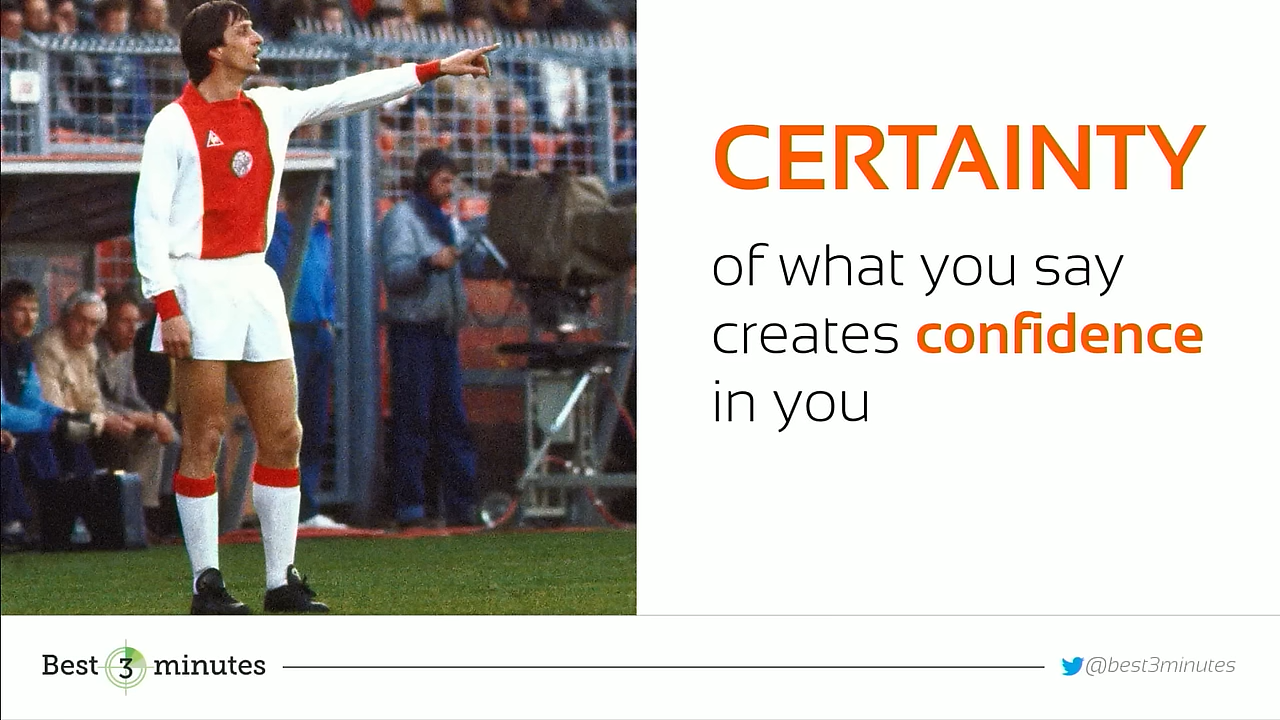 CERTAINTY
of what you say
creates confidence
in you
Best 3 minutes
@best3minutes